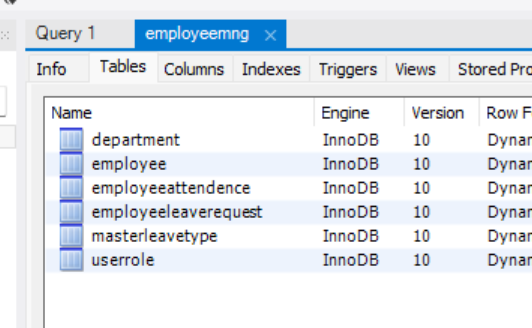 Query 1 employeemng ×
Info Tables Columns Indexes Triggers Views Stored Pro
Name Engine Version Row F
department InnoDB 10 Dynar
employee InnoDB 10 Dynar
employeeattendence InnoDB 10 Dynar
employeeleaverequest InnoDB 10 Dynar
masterleavetype InnoDB 10 Dynar
userrole InnoDB 10 Dynar